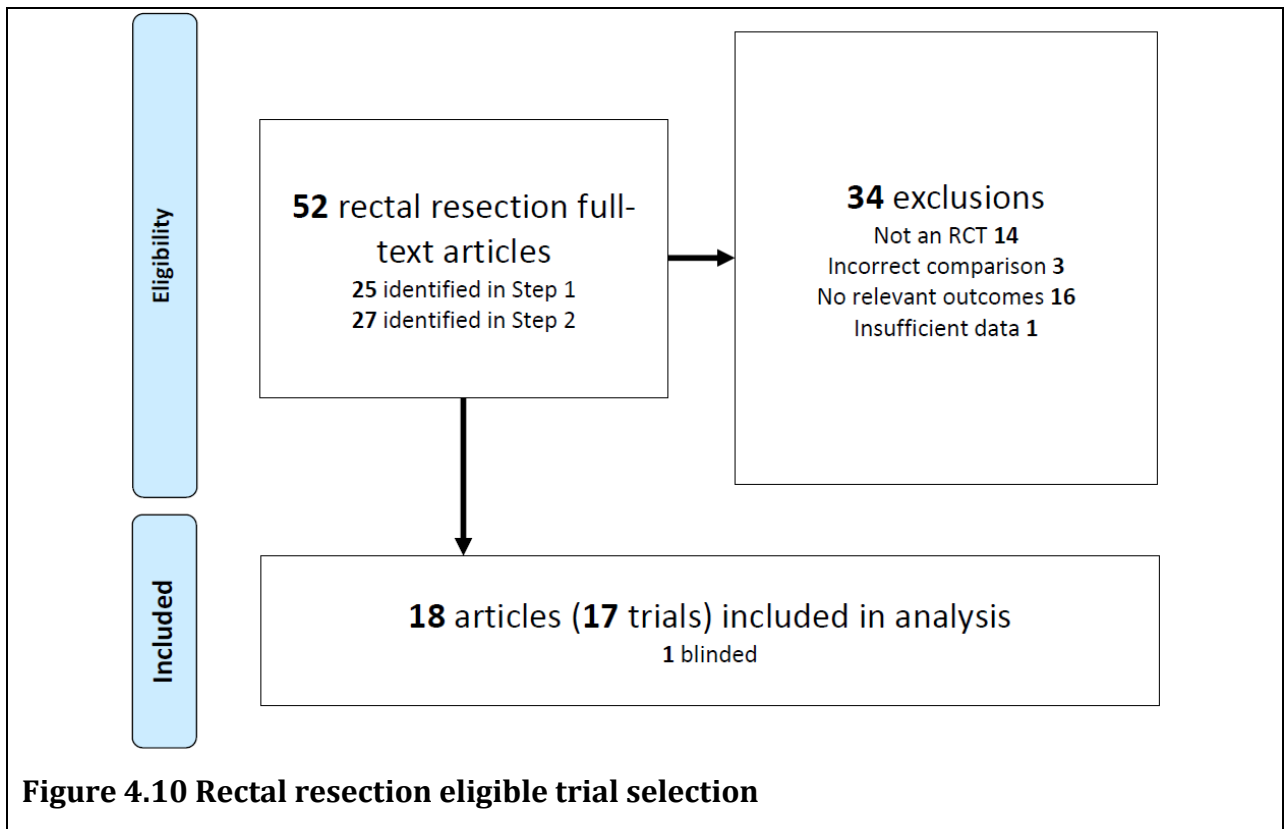 Eligibility
52 rectal resection full-
text articles
25 identified in Step 1
27 identified in Step 2
34 exclusions
Not an RCT 14
Incorrect comparison 3
No relevant outcomes 16
Insufficient data 1
Included
18 articles (17 trials) included in analysis
1 blinded
Figure 4.10 Rectal resection eligible trial selection